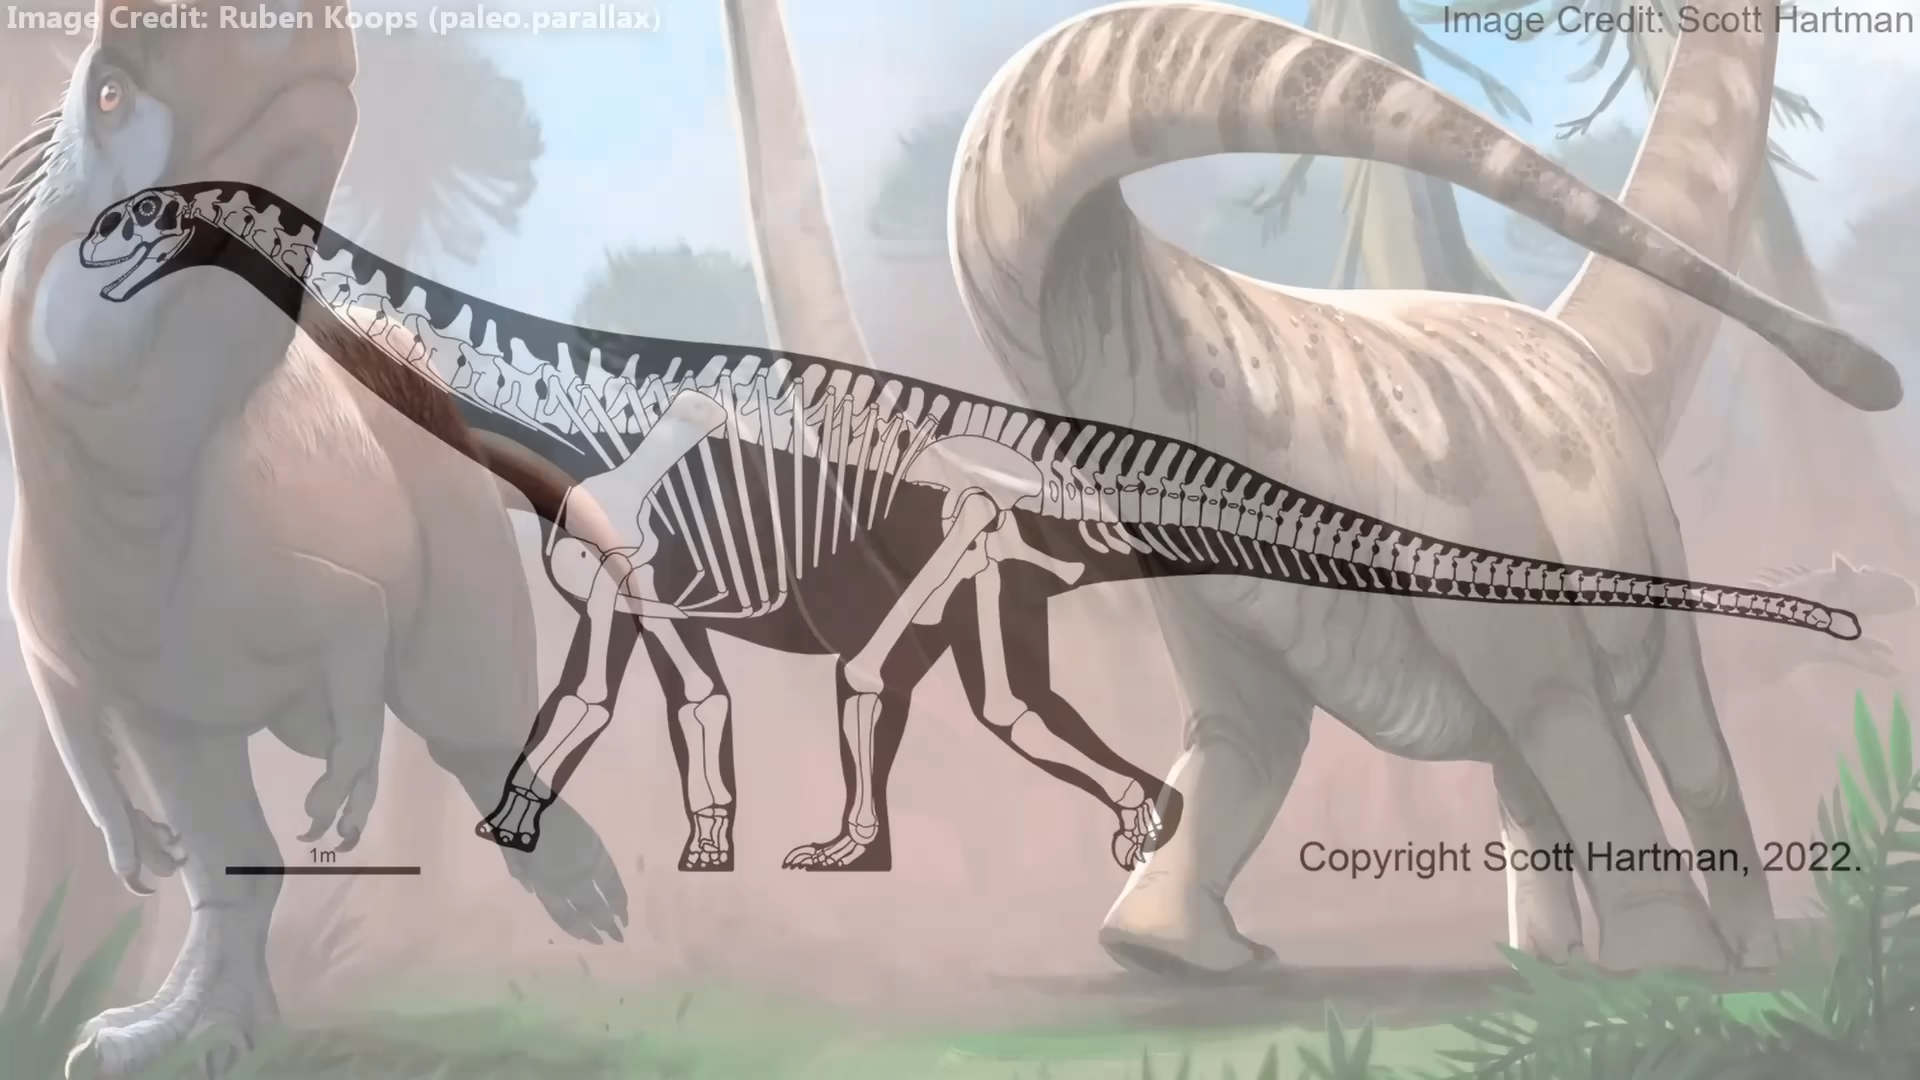 Image Credit: Ruben Koops (paleo.parallax)
Image Credit: Scott Hartman
1m
Copyright Scott Hartman, 2022.